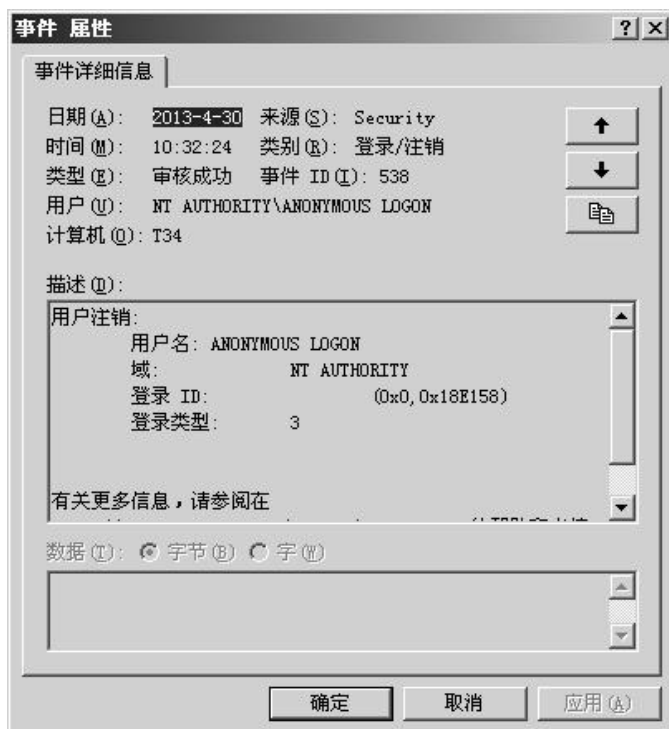 事件 属性
事件详细信息
日期(A): 2013-4-30 来源(S): Security
时间(M): 10:32:24 类别(R): 登录/注销
类型(E): 审核成功 事件 ID(I): 538
用户(U): NT AUTHORITY\ANONYMOUS LOGON
计算机(O): T34
描述(D):
用户注销:
用户名: ANONYMOUS LOGON
域: NT AUTHORITY
登录 ID: (0x0,0x18E158)
登录类型: 3
有关更多信息，请参阅在
数据(T): 字节(B) 字(W)
确定 取消 应用(A)